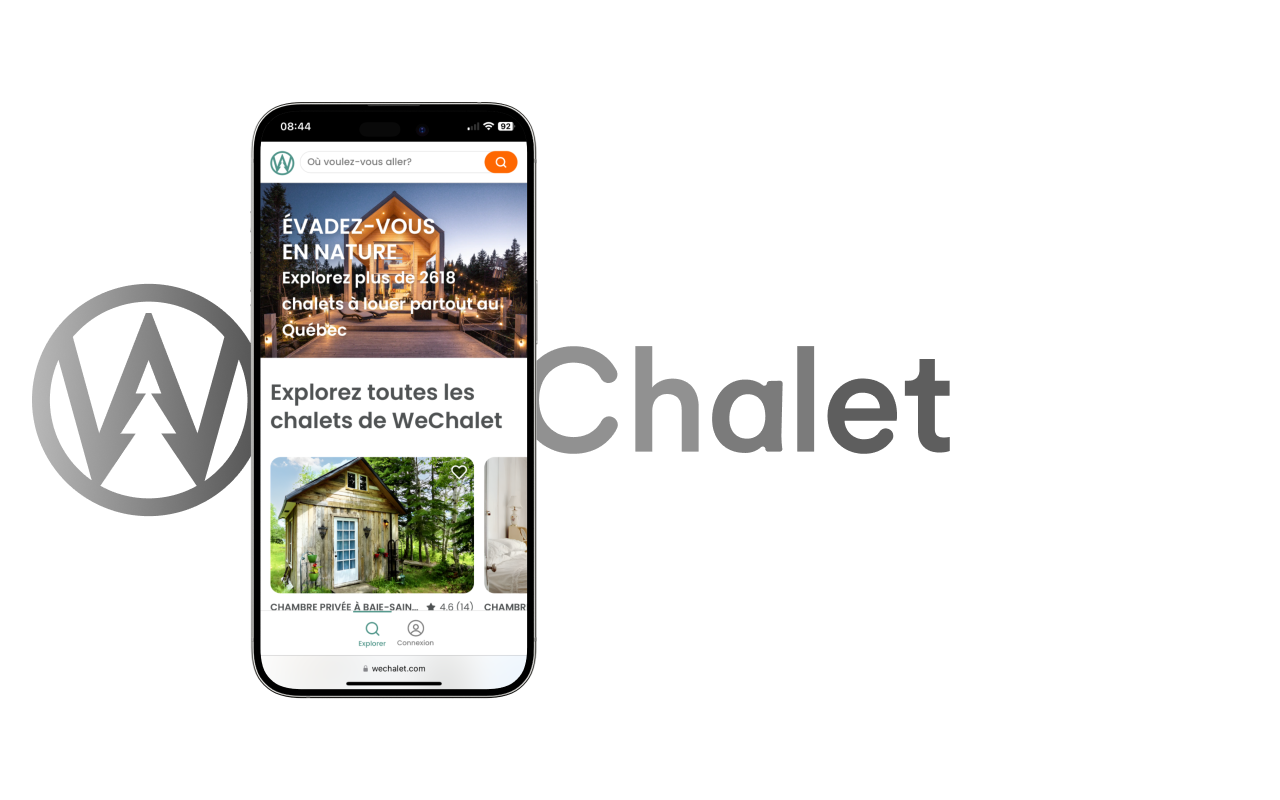 08:44
92
Où voulez-vous aller?
ÉVADEZ-VOUS
EN NATURE
Explorez plus de 2618
chalets à louer partout au
Québec
Explorez toutes les
chalets de WeChalet
CHAMBRE PRIVÉE À BAIE-SAIN... 4.6 (14)
CHAMBR
Explorer
Connexion
wechalet.com
Chalet